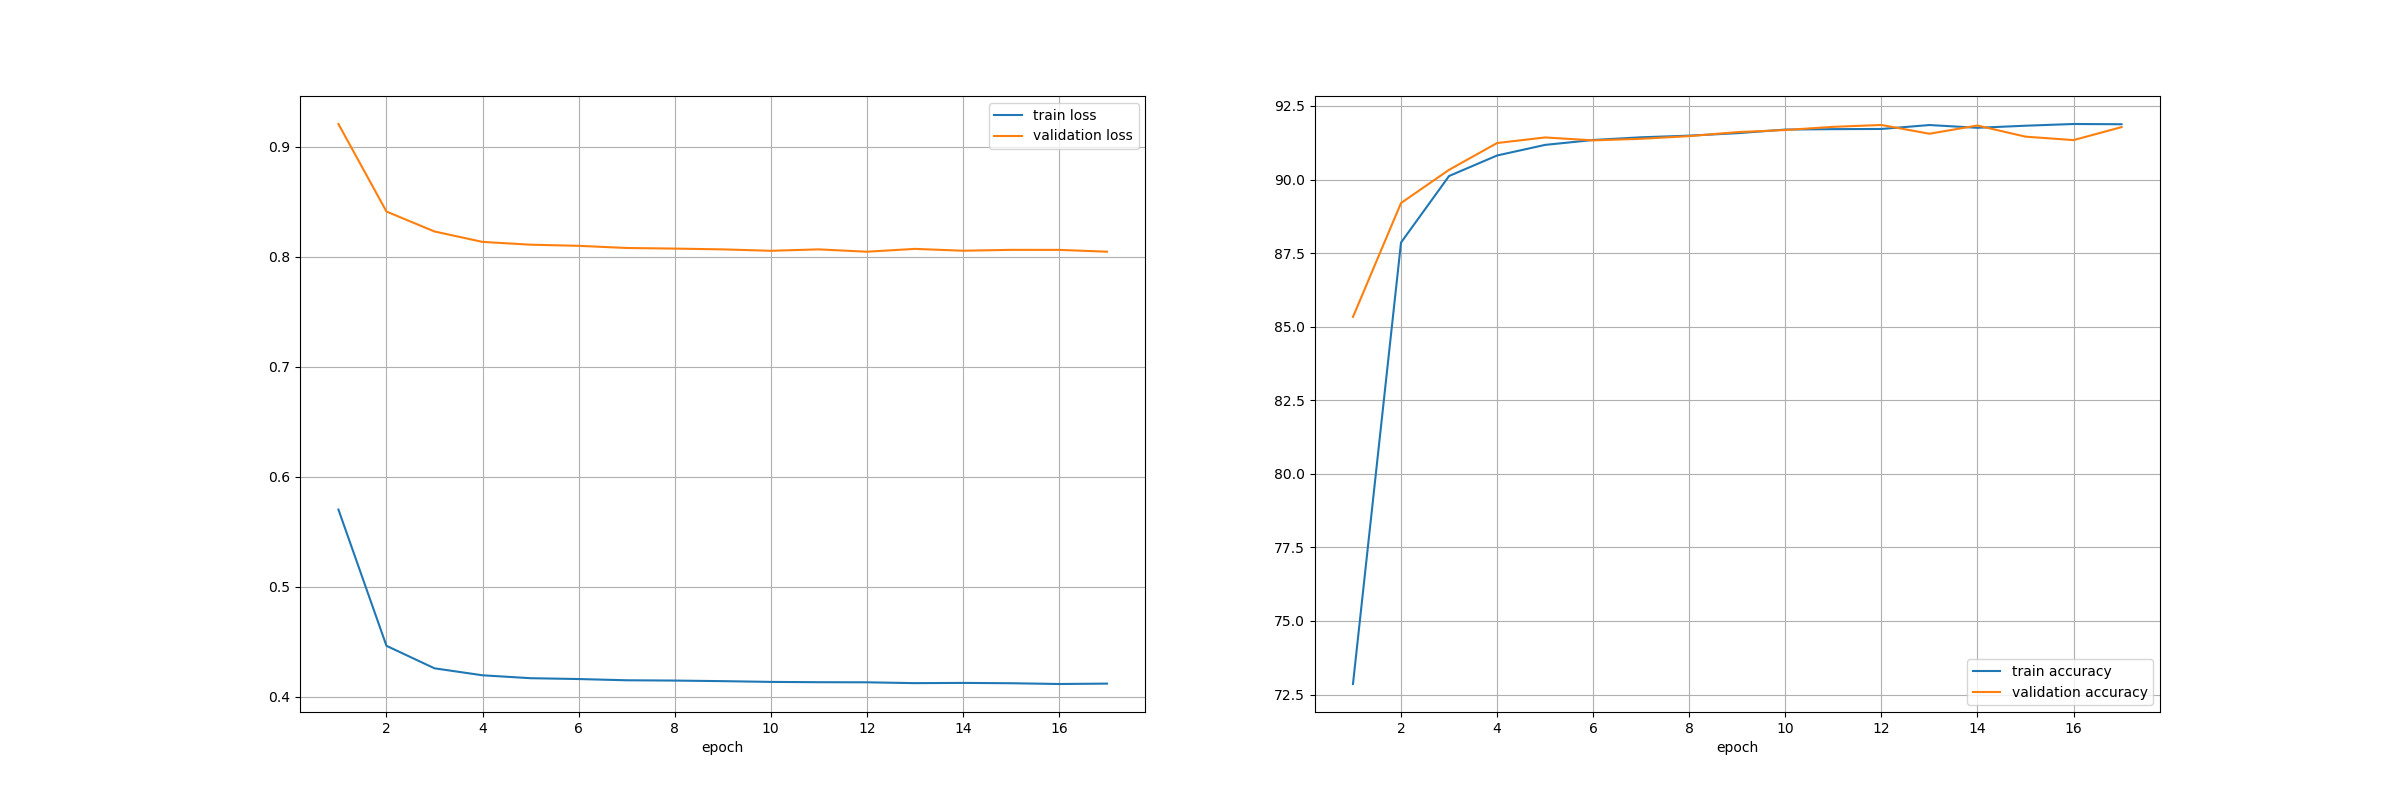 train loss
validation loss
0.9
0.8
0.7
0.6
0.5
0.4
2 4 6 8 10 12 14 16
epoch
92.5
90.0
87.5
85.0
82.5
80.0
77.5
75.0
72.5
train accuracy
validation accuracy
2 4 6 8 10 12 14 16
epoch